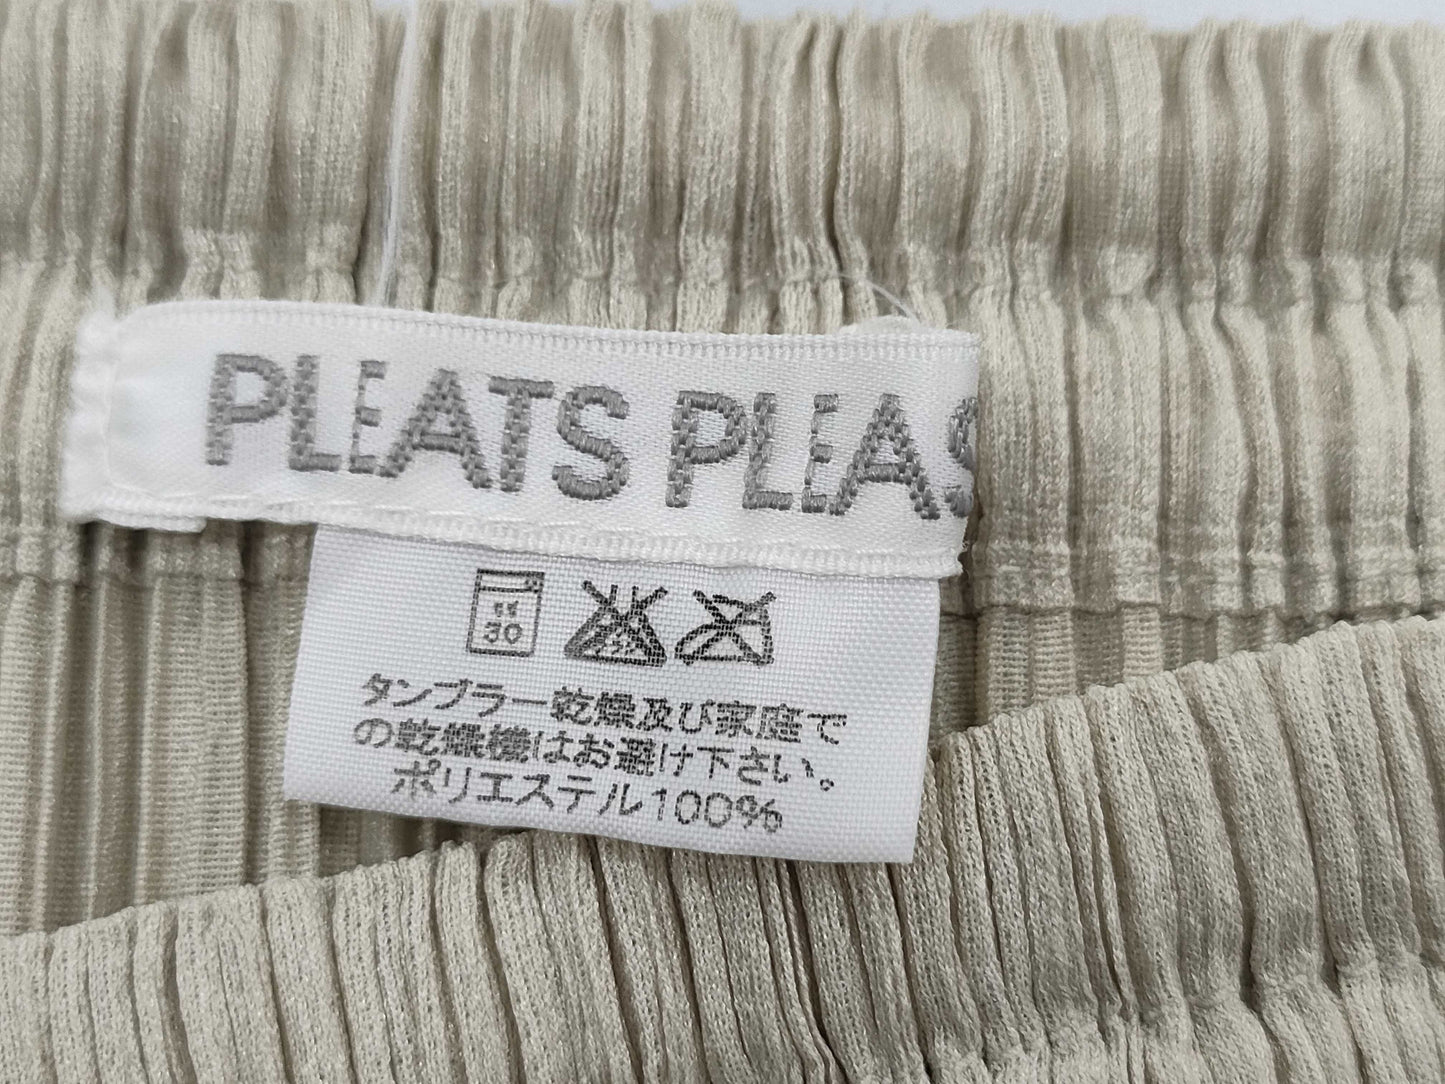 PLEATS PLEAS
弱
30
タンブラー乾燥及び家庭で
の乾燥機はお避け下さい。
ポリエステル100%